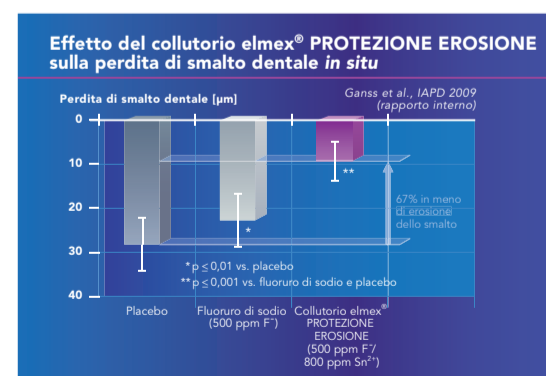 Effetto del collutorio elmex® PROTEZIONE EROSIONE
sulla perdita di smalto dentale in situ
Ganss et al., IAPD 2009
(rapporto interno)
Perdita di smalto dentale [µm]
0
10
20
30
40
*
**
67% in meno
di erosione
dello smalto
* p ≤ 0,01 vs. placebo
** p ≤ 0,001 vs. fluoruro di sodio e placebo
Placebo
Fluoruro di sodio
(500 ppm F⁻)
Collutorio elmex®
PROTEZIONE
EROSIONE
(500 ppm F⁻/
800 ppm Sn²⁺)